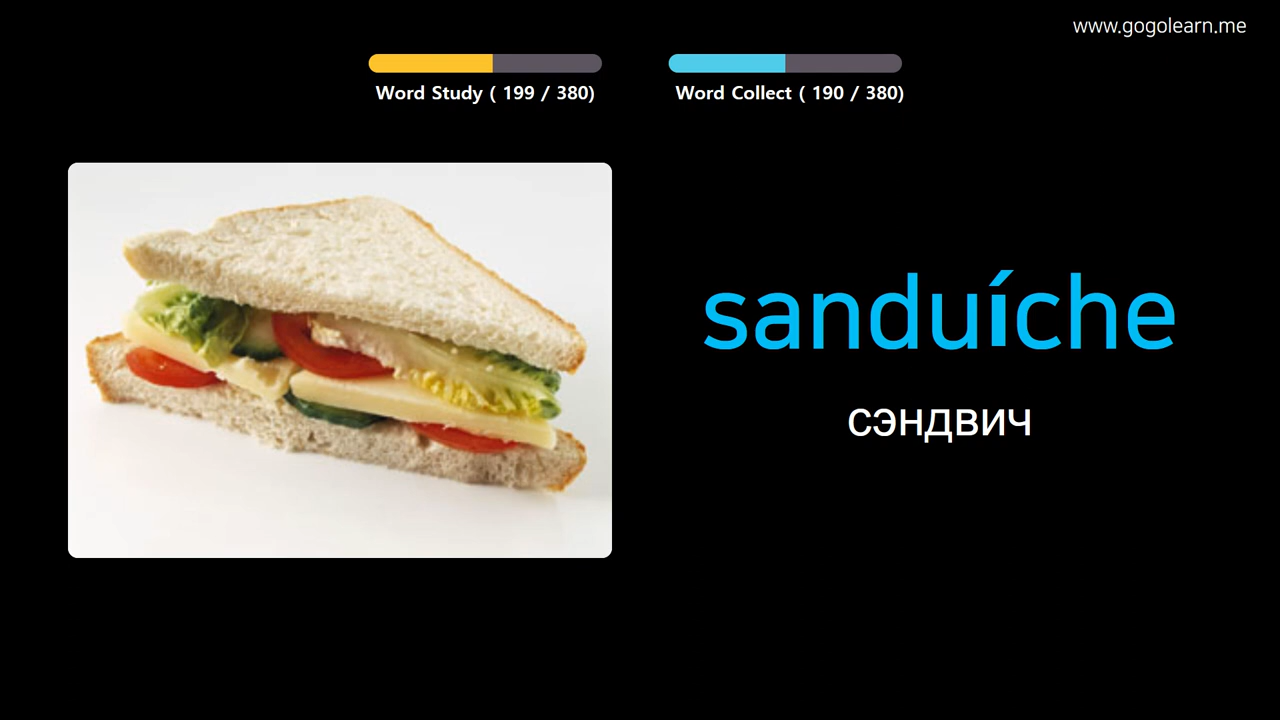 www.gogolearn.me
Word Study ( 199 / 380)
Word Collect ( 190 / 380)
sanduíche
сэндвич